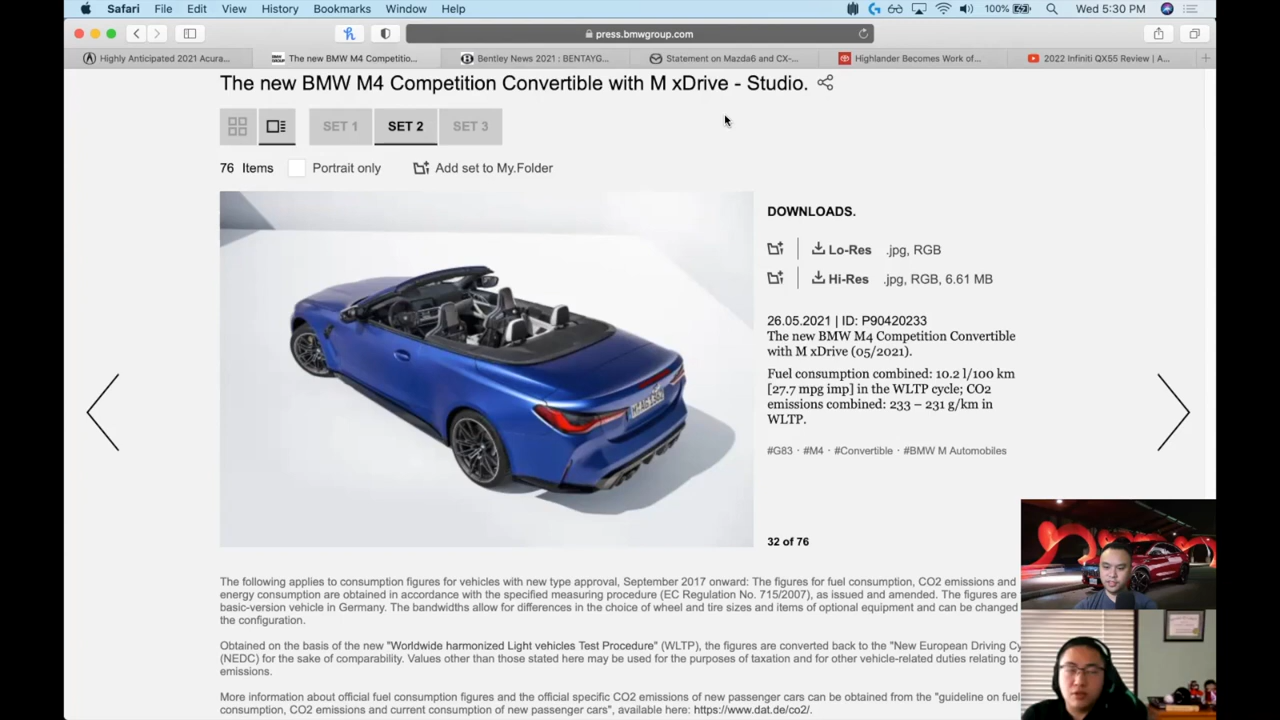 Safari File Edit View History Bookmarks Window Help 100% Wed 5:30 PM
press.bmwgroup.com
Highly Anticipated 2021 Acura... The new BMW M4 Competitio... Bentley News 2021 : BENTAYG... Statement on Mazda6 and CX-... Highlander Becomes Work of... 2022 Infiniti QX55 Review | A...
The new BMW M4 Competition Convertible with M xDrive - Studio.
SET 1 SET 2 SET 3
76 Items Portrait only Add set to My.Folder
DOWNLOADS.
Lo-Res .jpg, RGB
Hi-Res .jpg, RGB, 6.61 MB
26.05.2021 | ID: P90420233
The new BMW M4 Competition Convertible
with M xDrive (05/2021).
Fuel consumption combined: 10.2 l/100 km
[27.7 mpg imp] in the WLTP cycle; CO2
emissions combined: 233 – 231 g/km in
WLTP.
#G83 · #M4 · #Convertible · #BMW M Automobiles
32 of 76
The following applies to consumption figures for vehicles with new type approval, September 2017 onward: The figures for fuel consumption, CO2 emissions and
energy consumption are obtained in accordance with the specified measuring procedure (EC Regulation No. 715/2007), as issued and amended. The figures are
basic-version vehicle in Germany. The bandwidths allow for differences in the choice of wheel and tire sizes and items of optional equipment and can be changed
the configuration.
Obtained on the basis of the new "Worldwide harmonized Light vehicles Test Procedure" (WLTP), the figures are converted back to the "New European Driving Cy
(NEDC) for the sake of comparability. Values other than those stated here may be used for the purposes of taxation and for other vehicle-related duties relating to
emissions.
More information about official fuel consumption figures and the official specific CO2 emissions of new passenger cars can be obtained from the "guideline on fuel
consumption, CO2 emissions and current consumption of new passenger cars", available here: https://www.dat.de/co2/.